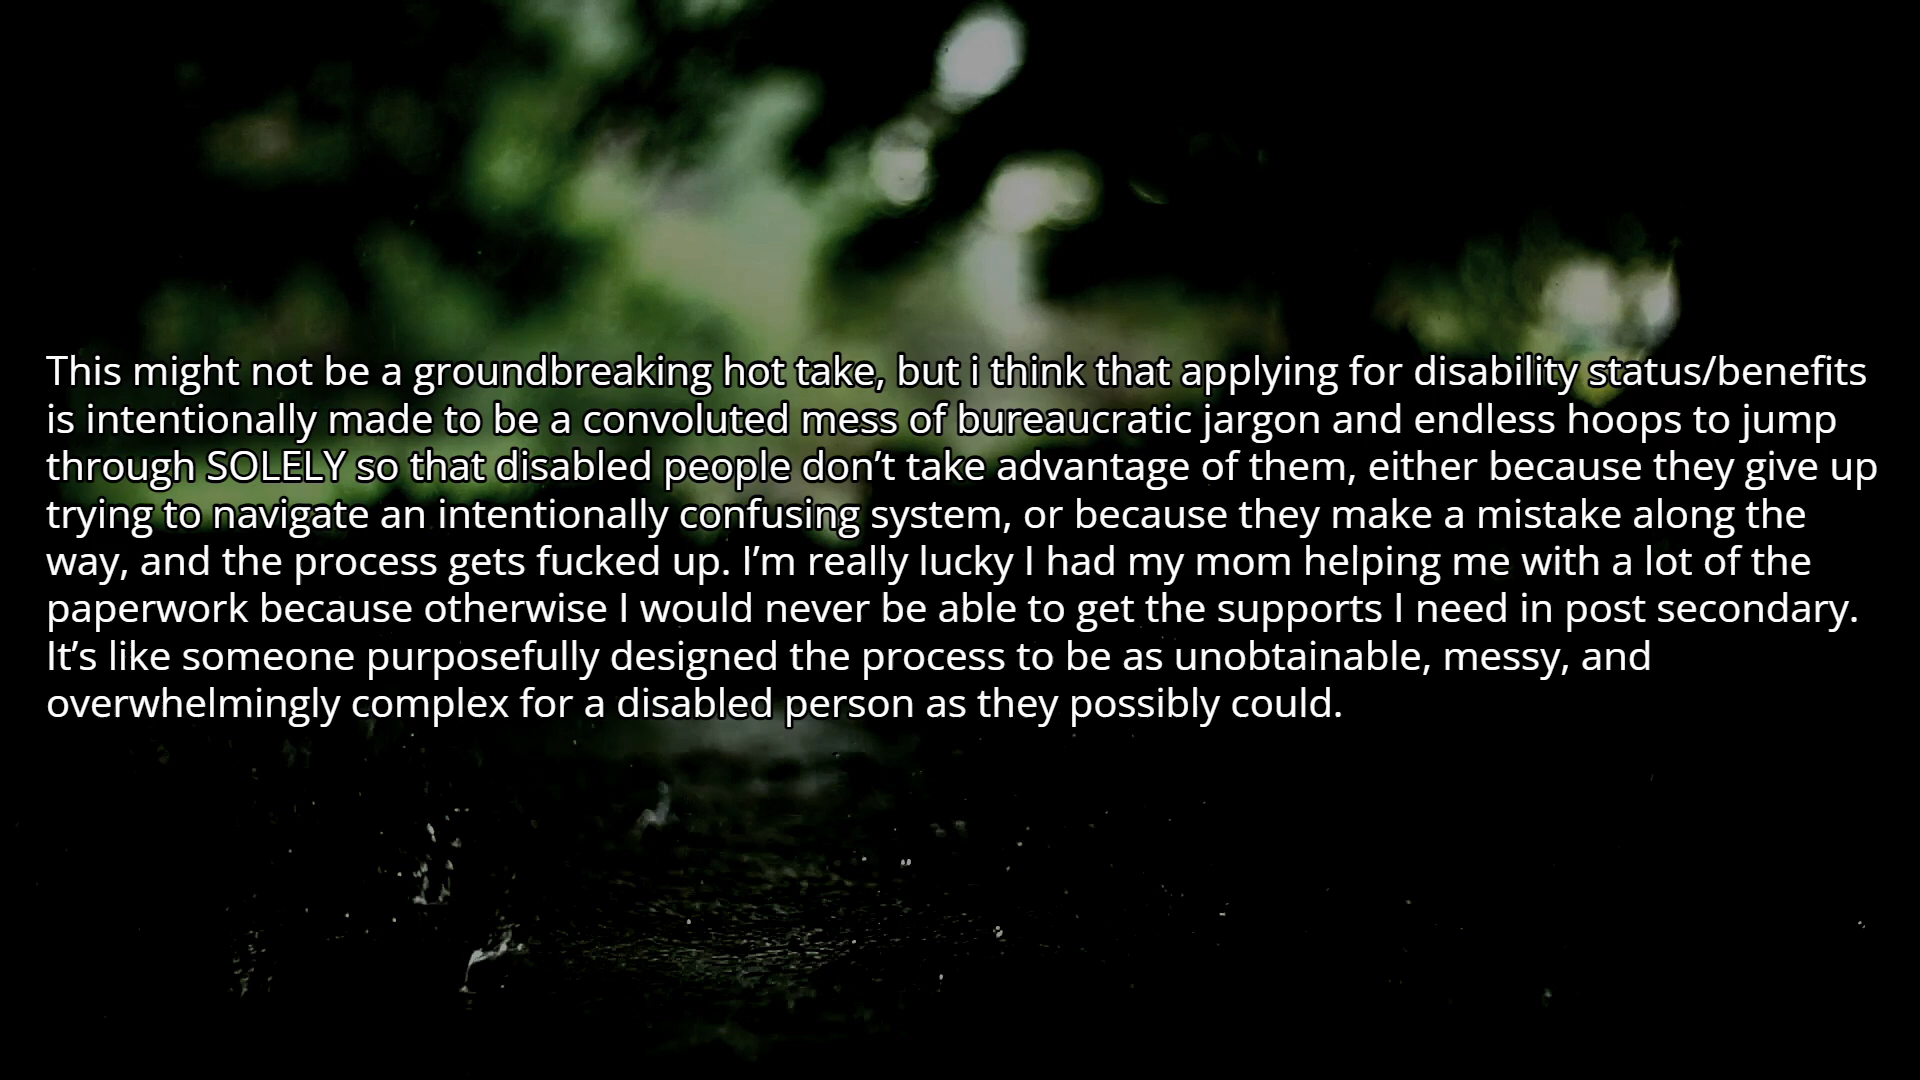 This might not be a groundbreaking hot take, but i think that applying for disability status/benefits
is intentionally made to be a convoluted mess of bureaucratic jargon and endless hoops to jump
through SOLELY so that disabled people don’t take advantage of them, either because they give up
trying to navigate an intentionally confusing system, or because they make a mistake along the
way, and the process gets fucked up. I’m really lucky I had my mom helping me with a lot of the
paperwork because otherwise I would never be able to get the supports I need in post secondary.
It’s like someone purposefully designed the process to be as unobtainable, messy, and
overwhelmingly complex for a disabled person as they possibly could.